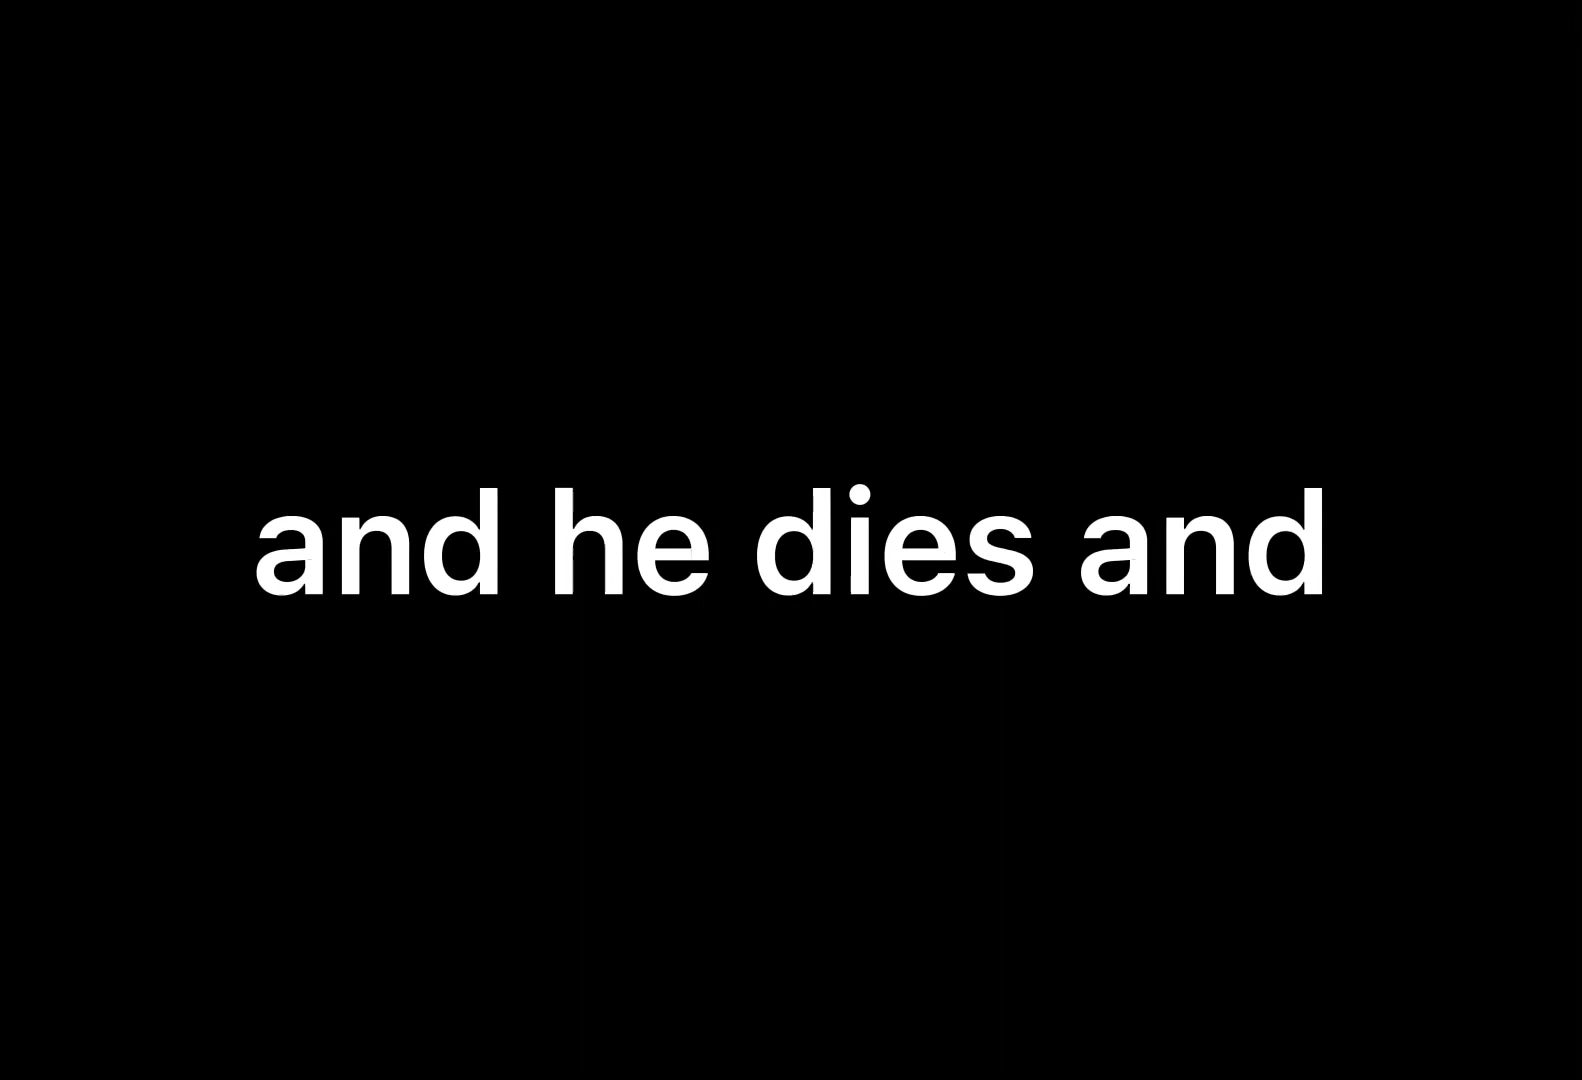 and he dies and